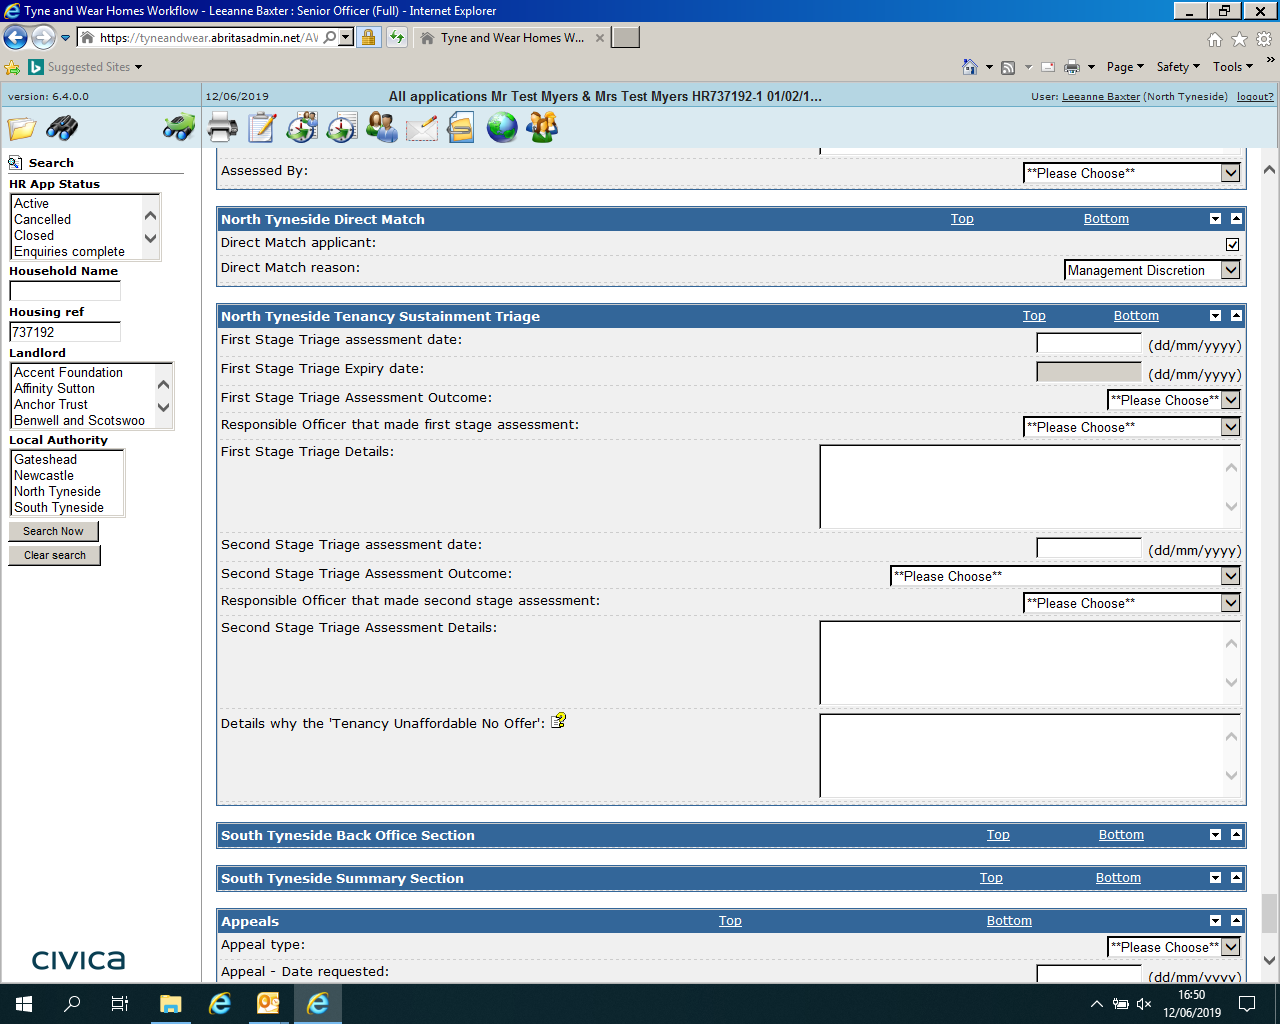 Tyne and Wear Homes Workflow - Leeanne Baxter : Senior Officer (Full) - Internet Explorer
https://tyneandwear.abritasadmin.net/AV
Tyne and Wear Homes W...
Suggested Sites
Page
Safety
Tools
version: 6.4.0.0
12/06/2019
All applications Mr Test Myers & Mrs Test Myers HR737192-1 01/02/1...
User: Leeanne Baxter (North Tyneside) logout?
Search
HR App Status
Active
Cancelled
Closed
Enquiries complete
Household Name
Housing ref
737192
Landlord
Accent Foundation
Affinity Sutton
Anchor Trust
Benwell and Scotswoo
Local Authority
Gateshead
Newcastle
North Tyneside
South Tyneside
Search Now
Clear search
civica
Assessed By:
**Please Choose**
North Tyneside Direct Match Top Bottom
Direct Match applicant:
Direct Match reason:
Management Discretion
North Tyneside Tenancy Sustainment Triage Top Bottom
First Stage Triage assessment date:
(dd/mm/yyyy)
First Stage Triage Expiry date:
(dd/mm/yyyy)
First Stage Triage Assessment Outcome:
**Please Choose**
Responsible Officer that made first stage assessment:
**Please Choose**
First Stage Triage Details:
Second Stage Triage assessment date:
(dd/mm/yyyy)
Second Stage Triage Assessment Outcome:
**Please Choose**
Responsible Officer that made second stage assessment:
**Please Choose**
Second Stage Triage Assessment Details:
Details why the 'Tenancy Unaffordable No Offer':
South Tyneside Back Office Section Top Bottom
South Tyneside Summary Section Top Bottom
Appeals Top Bottom
Appeal type:
**Please Choose**
Appeal - Date requested:
(dd/mm/yyyy)
16:50
12/06/2019